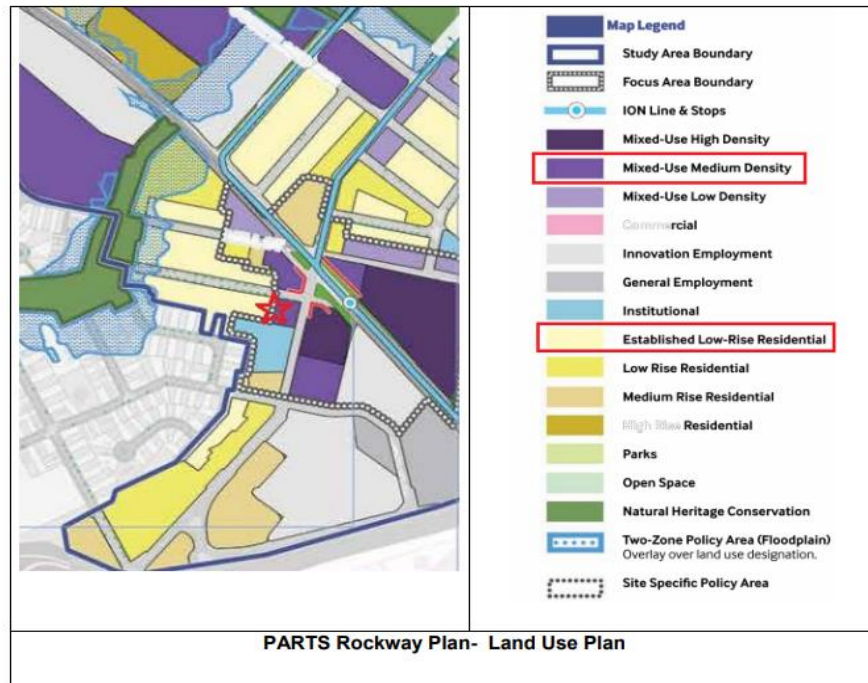 Map Legend
Study Area Boundary
Focus Area Boundary
ION Line & Stops
Mixed-Use High Density
Mixed-Use Medium Density
Mixed-Use Low Density
Commercial
Innovation Employment
General Employment
Institutional
Established Low-Rise Residential
Low Rise Residential
Medium Rise Residential
High Rise Residential
Parks
Open Space
Natural Heritage Conservation
Two-Zone Policy Area (Floodplain)
Overlay over land use designation.
Site Specific Policy Area
PARTS Rockway Plan- Land Use Plan